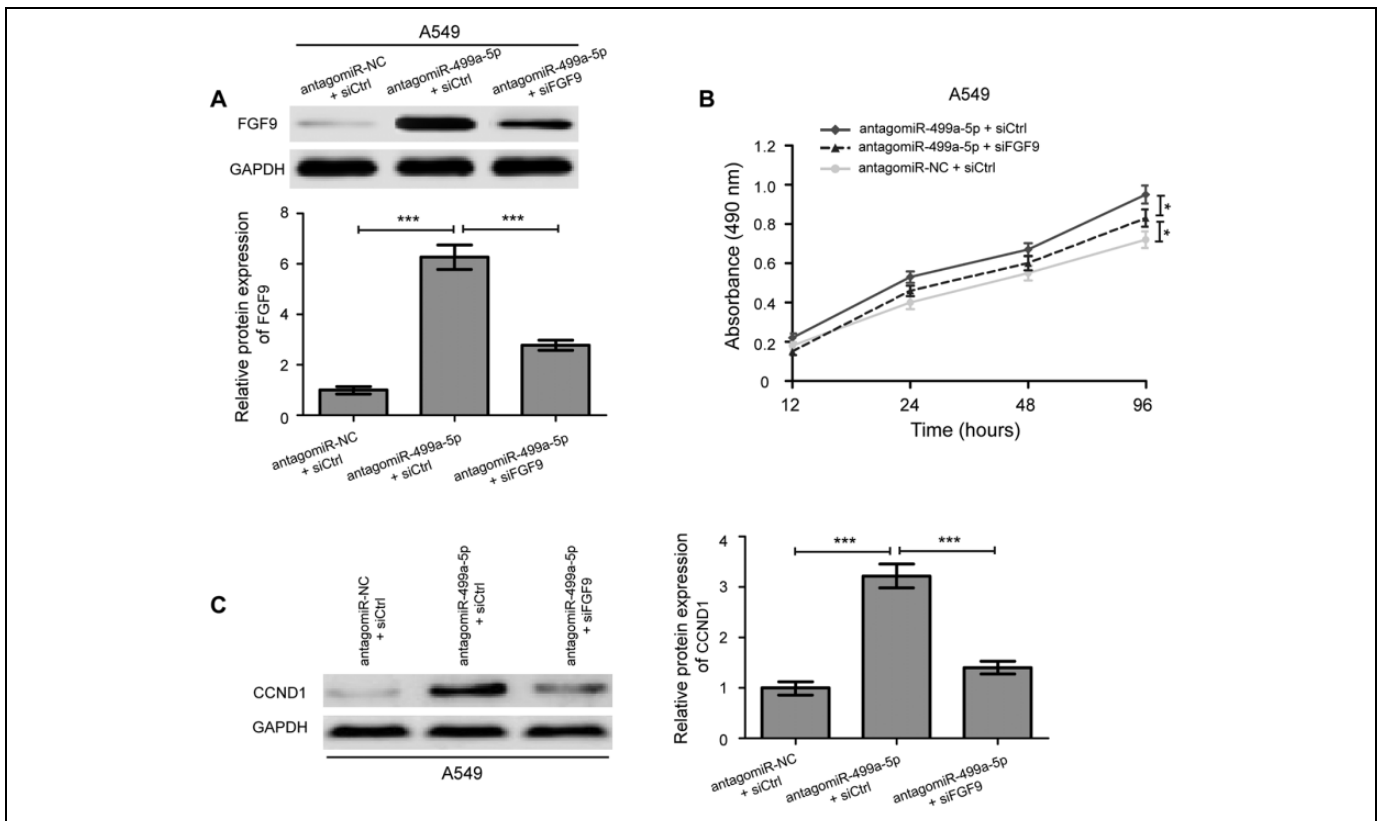 A549
antagomiR-NC
+ siCtrl
antagomiR-499a-5p
+ siCtrl
antagomiR-499a-5p
+ siFGF9
A
FGF9
GAPDH
Relative protein expression
of FGF9
8
6
4
2
0
***
***
antagomiR-NC
+ siCtrl
antagomiR-499a-5p
+ siCtrl
antagomiR-499a-5p
+ siFGF9
B
A549
antagomiR-499a-5p + siCtrl
antagomiR-499a-5p + siFGF9
antagomiR-NC + siCtrl
Absorbance (490 nm)
1.2
1.0
0.8
0.6
0.4
0.2
0
*
*
12 24 48 96
Time (hours)
C
antagomiR-NC
+ siCtrl
antagomiR-499a-5p
+ siCtrl
antagomiR-499a-5p
+ siFGF9
CCND1
GAPDH
A549
Relative protein expression
of CCND1
4
3
2
1
0
***
***
antagomiR-NC
+ siCtrl
antagomiR-499a-5p
+ siCtrl
antagomiR-499a-5p
+ siFGF9